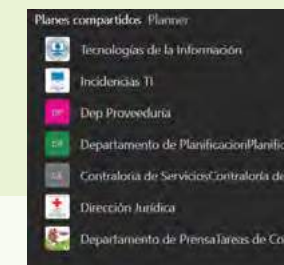 Planes compartidos Planner
Tecnologías de la Información
Incidencias TI
DP Dep Proveeduría
Departamento de PlanificacionPlanific
Contraloria de ServiciosContraloría de
Dirección Jurídica
Departamento de PrensaTareas de Co